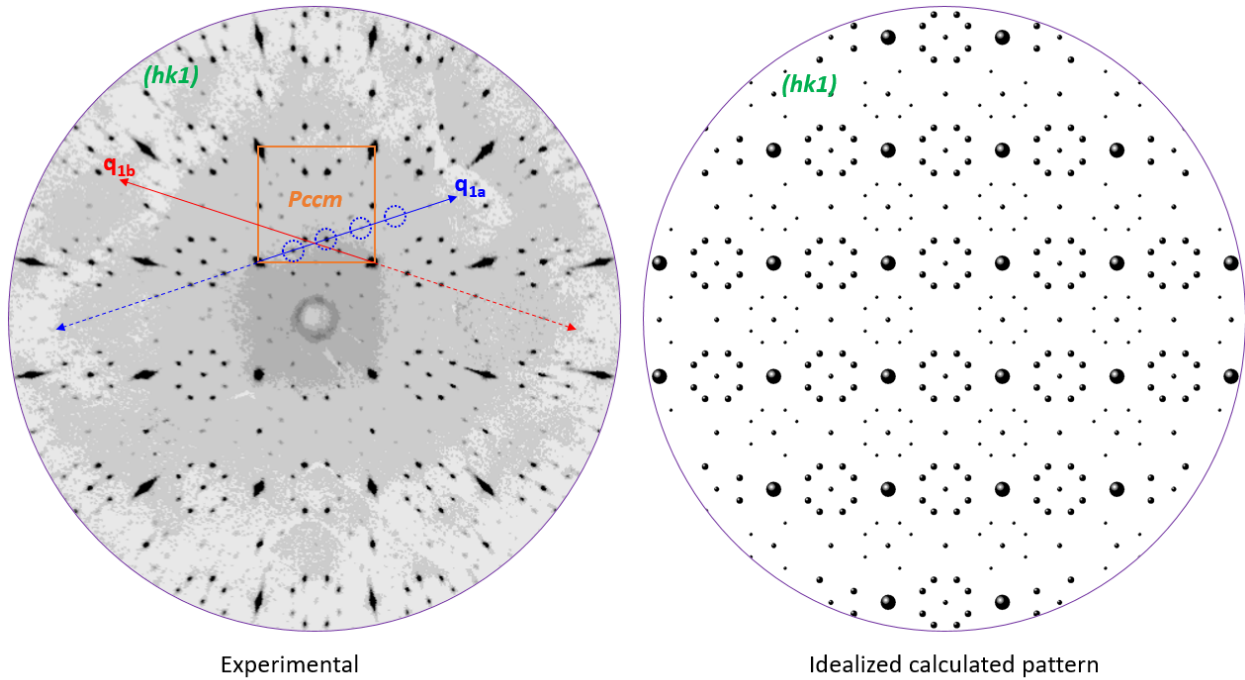 (hk1)
(hk1)
q1b
q1a
Pccm
Experimental
Idealized calculated pattern